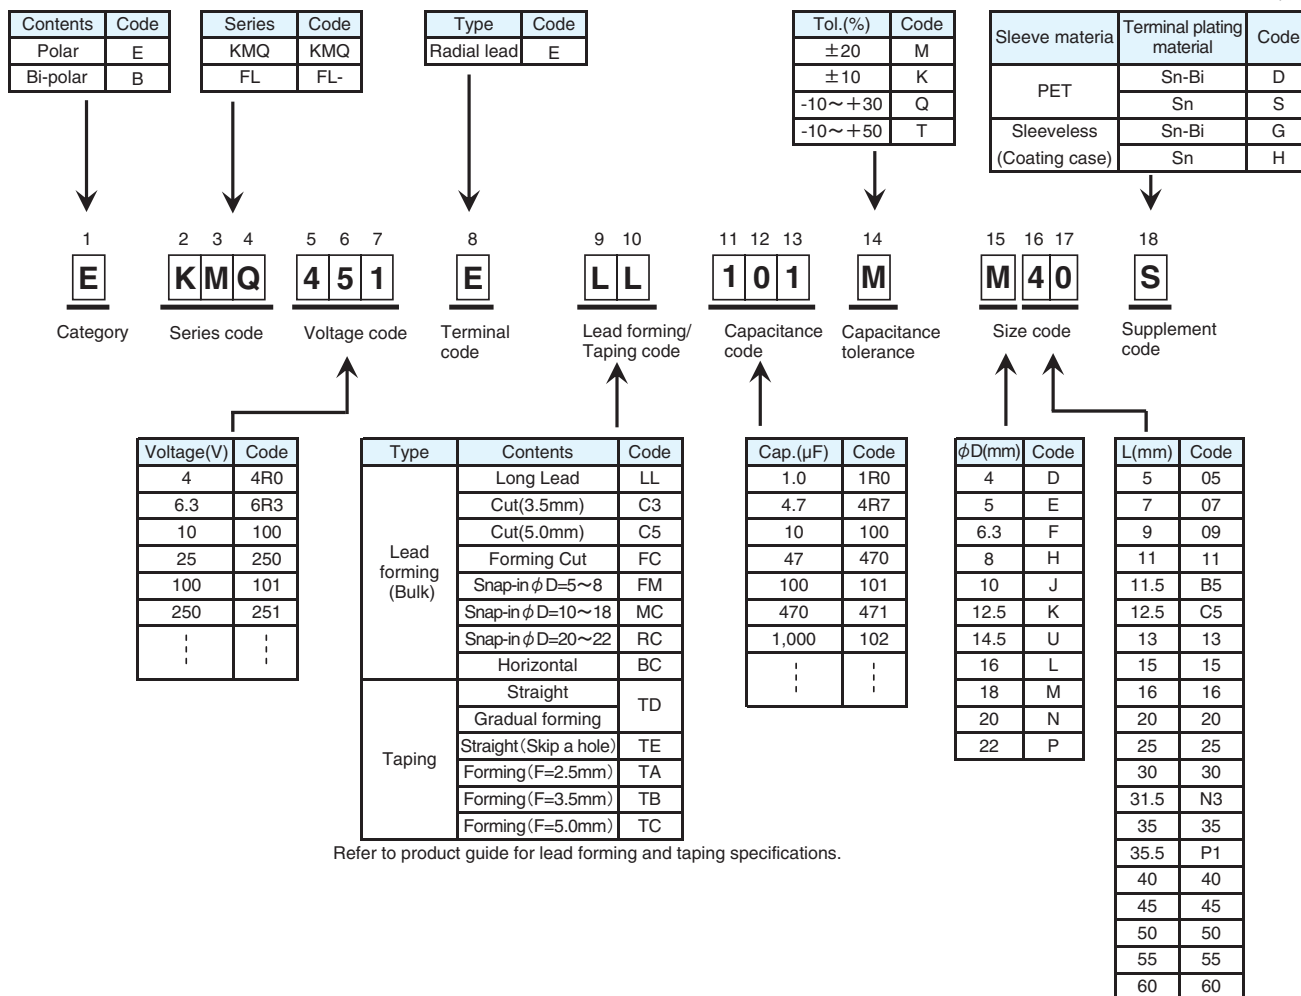 Contents Code
Polar E
Bi-polar B
Series Code
KMQ KMQ
FL FL-
Type Code
Radial lead E
Tol.(%) Code
±20 M
±10 K
-10～+30 Q
-10～+50 T
Sleeve materia Terminal plating material Code
PET Sn-Bi D
Sn S
Sleeveless (Coating case) Sn-Bi G
Sn H
1 2 3 4 5 6 7 8 9 10 11 12 13 14 15 16 17 18
E K M Q 4 5 1 E L L 1 0 1 M M 4 0 S
Category
Series code
Voltage code
Terminal code
Lead forming/ Taping code
Capacitance code
Capacitance tolerance
Size code
Supplement code
Voltage(V) Code
4 4R0
6.3 6R3
10 100
25 250
100 101
250 251
Type Contents Code
Lead forming (Bulk)
Long Lead LL
Cut(3.5mm) C3
Cut(5.0mm) C5
Forming Cut FC
Snap-in φD=5～8 FM
Snap-in φD=10～18 MC
Snap-in φD=20～22 RC
Horizontal BC
Taping
Straight TD
Gradual forming
Straight(Skip a hole) TE
Forming(F=2.5mm) TA
Forming(F=3.5mm) TB
Forming(F=5.0mm) TC
Refer to product guide for lead forming and taping specifications.
Cap.(µF) Code
1.0 1R0
4.7 4R7
10 100
47 470
100 101
470 471
1,000 102
φD(mm) Code
4 D
5 E
6.3 F
8 H
10 J
12.5 K
14.5 U
16 L
18 M
20 N
22 P
L(mm) Code
5 05
7 07
9 09
11 11
11.5 B5
12.5 C5
13 13
15 15
16 16
20 20
25 25
30 30
31.5 N3
35 35
35.5 P1
40 40
45 45
50 50
55 55
60 60